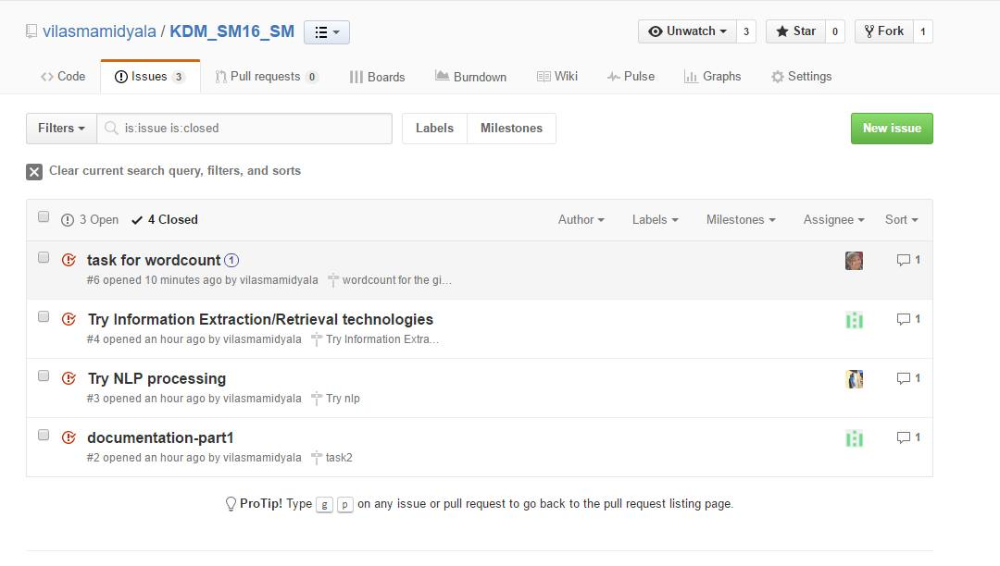 vilasmamidyala / KDM_SM16_SM Unwatch 3 Star 0 Fork 1
Code Issues 3 Pull requests 0 Boards Burndown Wiki Pulse Graphs Settings
Filters is:issue is:closed Labels Milestones New issue
Clear current search query, filters, and sorts
3 Open 4 Closed Author Labels Milestones Assignee Sort
task for wordcount 1 1
#6 opened 10 minutes ago by vilasmamidyala wordcount for the gi...
Try Information Extraction/Retrieval technologies 1
#4 opened an hour ago by vilasmamidyala Try Information Extra...
Try NLP processing 1
#3 opened an hour ago by vilasmamidyala Try nlp
documentation-part1 1
#2 opened an hour ago by vilasmamidyala task2
ProTip! Type g p on any issue or pull request to go back to the pull request listing page.